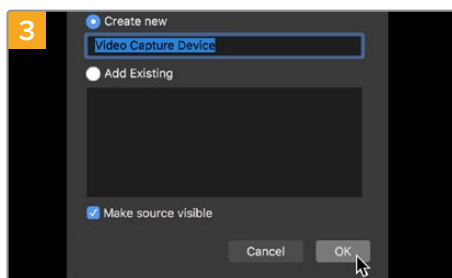 3
Create new
Video Capture Device
Add Existing
Make source visible
Cancel OK